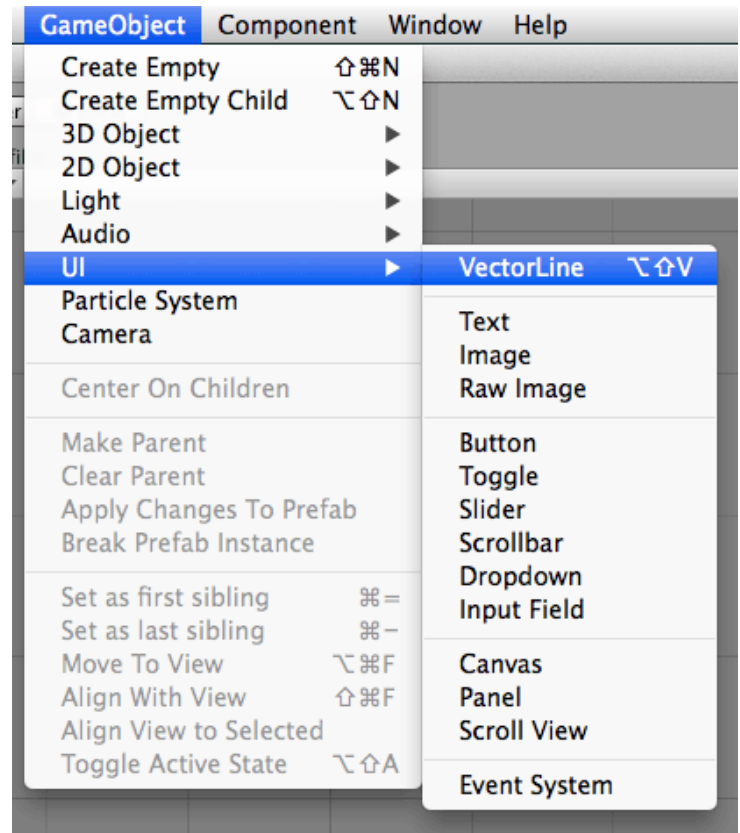 GameObject Component Window Help
Create Empty ⇧⌘N
Create Empty Child ⌥⇧N
3D Object ▶
2D Object ▶
Light ▶
Audio ▶
UI ▶
Particle System
Camera
Center On Children
Make Parent
Clear Parent
Apply Changes To Prefab
Break Prefab Instance
Set as first sibling ⌘=
Set as last sibling ⌘-
Move To View ⌥⌘F
Align With View ⇧⌘F
Align View to Selected
Toggle Active State ⌥⇧A
VectorLine ⌥⇧V
Text
Image
Raw Image
Button
Toggle
Slider
Scrollbar
Dropdown
Input Field
Canvas
Panel
Scroll View
Event System